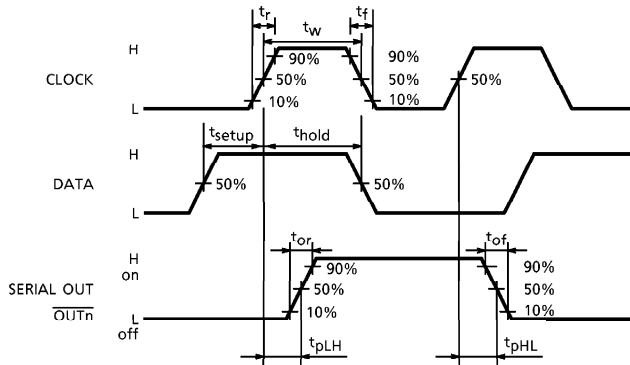 tr
tw
tf
H
90%
90%
CLOCK
50%
50%
50%
10%
10%
L
tsetup
thold
H
DATA
50%
50%
L
tor
tof
H
on
90%
90%
SERIAL OUT
50%
50%
OUTn
10%
10%
L
off
tpLH
tpHL